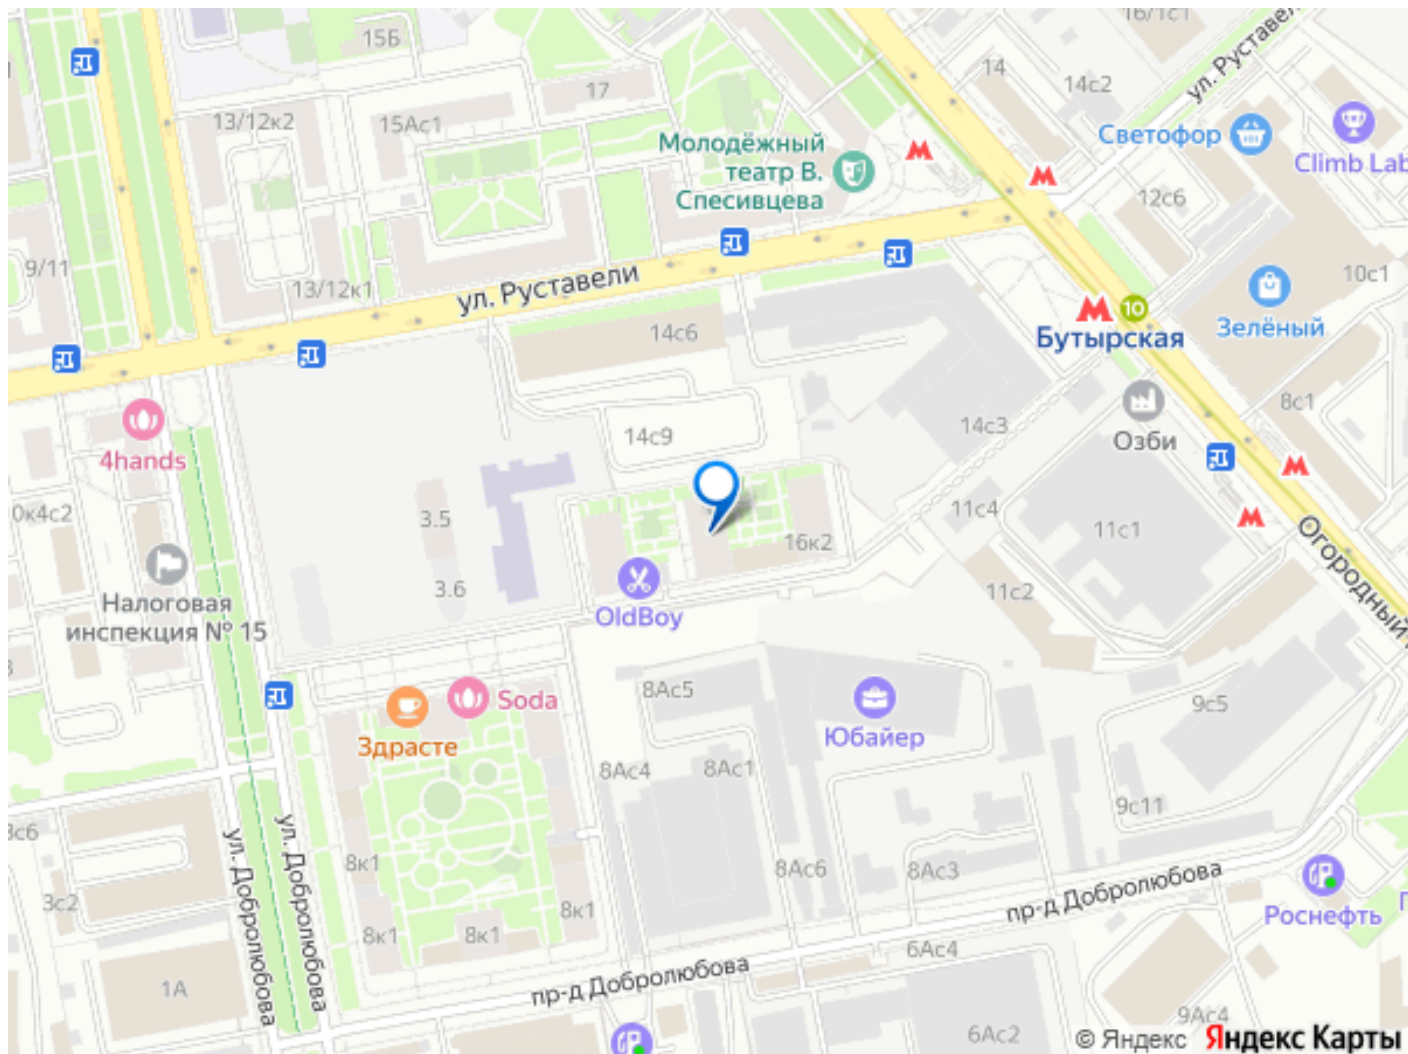 16/1с1
ул. Руставели
15Б
14
14с2
17
13/12к2
15Ас1
Молодёжный
театр В.
Спесивцева
Светофор
Climb Lab
12с6
9/11
13/12к1
ул. Руставели
10с1
10
Бутырская
Зелёный
14с6
8с1
4hands
14с9
14с3
Озби
0к4с2
3.5
11с4
11с1
16к2
Огородный
3.6
11с2
Налоговая
инспекция № 15
OldBoy
8Ас5
9с5
Soda
Здрасте
Юбайер
8Ас4
8Ас1
9с11
ул. Добролюбова
ул. Добролюбова
8к1
8Ас6
8Ас3
пр-д Добролюбова
3с2
8к1
Роснефть
8к1
8к1
6Ас4
1А
пр-д Добролюбова
9Ас4
6Ас2
© Яндекс Яндекс Карты